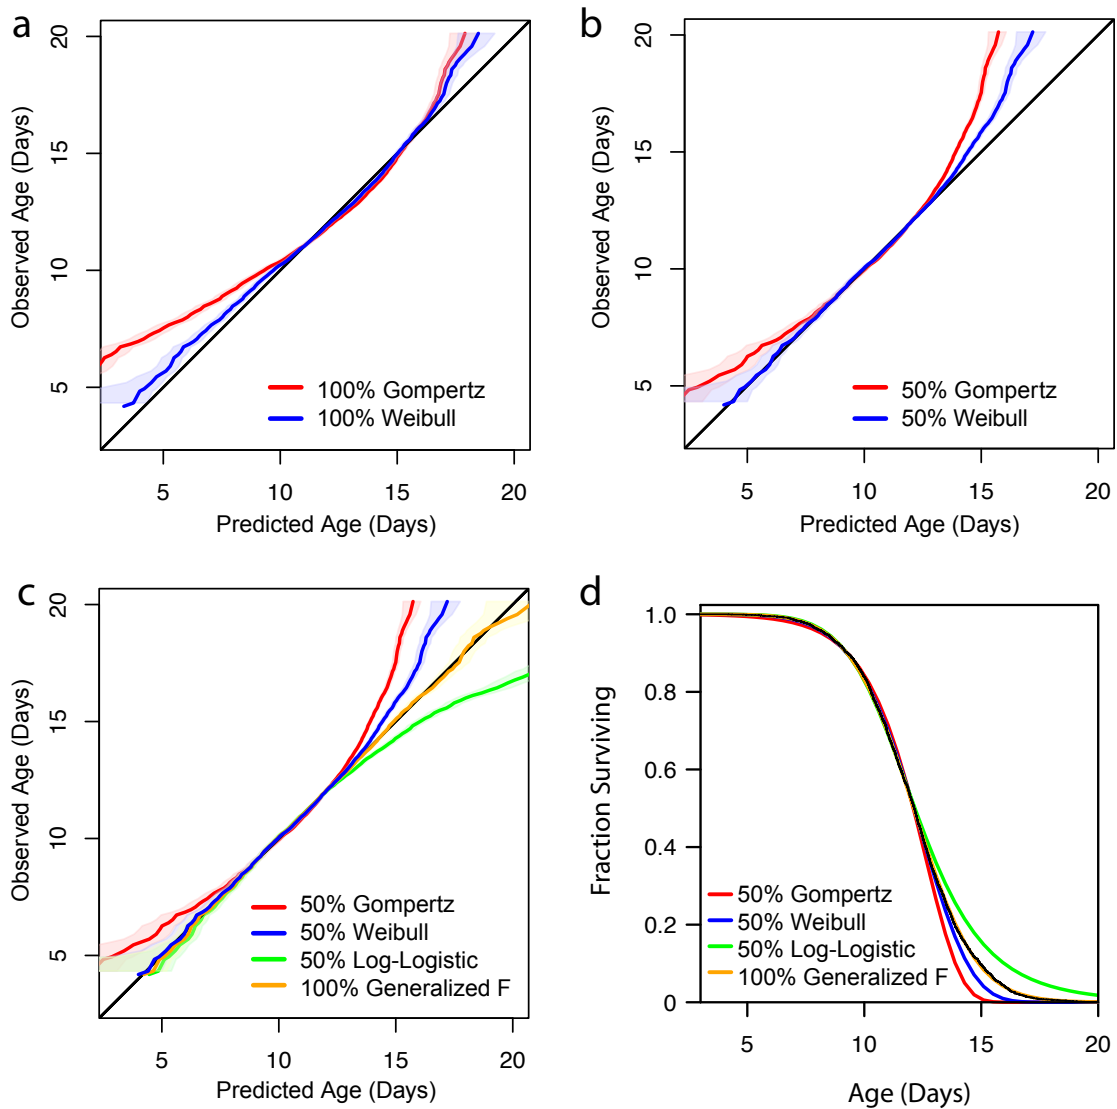 a
20
15
10
5
Observed Age (Days)
100% Gompertz
100% Weibull
5
10
15
20
Predicted Age (Days)
b
20
15
10
5
Observed Age (Days)
50% Gompertz
50% Weibull
5
10
15
20
Predicted Age (Days)
c
20
15
10
5
Observed Age (Days)
50% Gompertz
50% Weibull
50% Log-Logistic
100% Generalized F
5
10
15
20
Predicted Age (Days)
d
1.0
0.8
0.6
0.4
0.2
0
Fraction Surviving
50% Gompertz
50% Weibull
50% Log-Logistic
100% Generalized F
5
10
15
20
Age (Days)